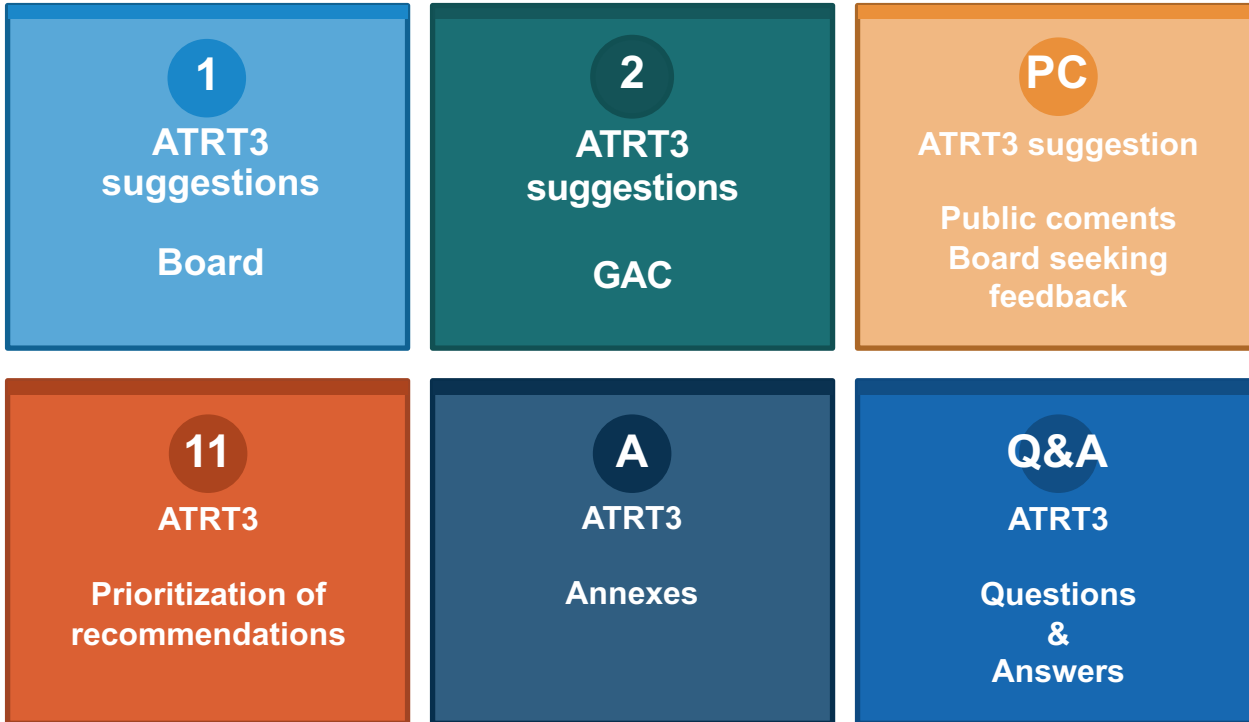 1
ATRT3
suggestions
Board
2
ATRT3
suggestions
GAC
PC
ATRT3 suggestion
Public coments
Board seeking
feedback
11
ATRT3
Prioritization of
recommendations
A
ATRT3
Annexes
Q&A
ATRT3
Questions
&
Answers